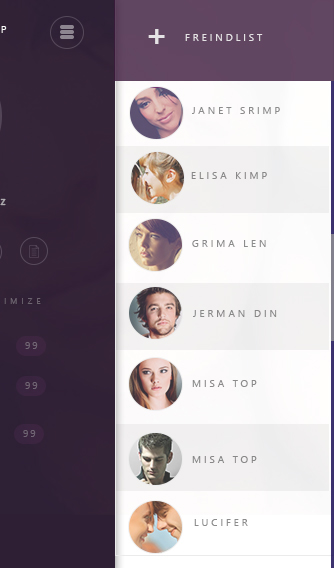 P
FREINDLIST
JANET SRIMP
ELISA KIMP
Z
GRIMA LEN
IMIZE
JERMAN DIN
99
MISA TOP
99
99
MISA TOP
LUCIFER